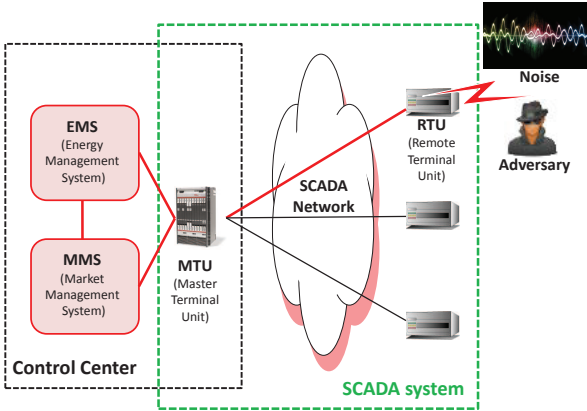 Noise
Adversary
RTU
(Remote
Terminal
Unit)
EMS
(Energy
Management
System)
SCADA
Network
MMS
(Market
Management
System)
MTU
(Master
Terminal
Unit)
Control Center
SCADA system